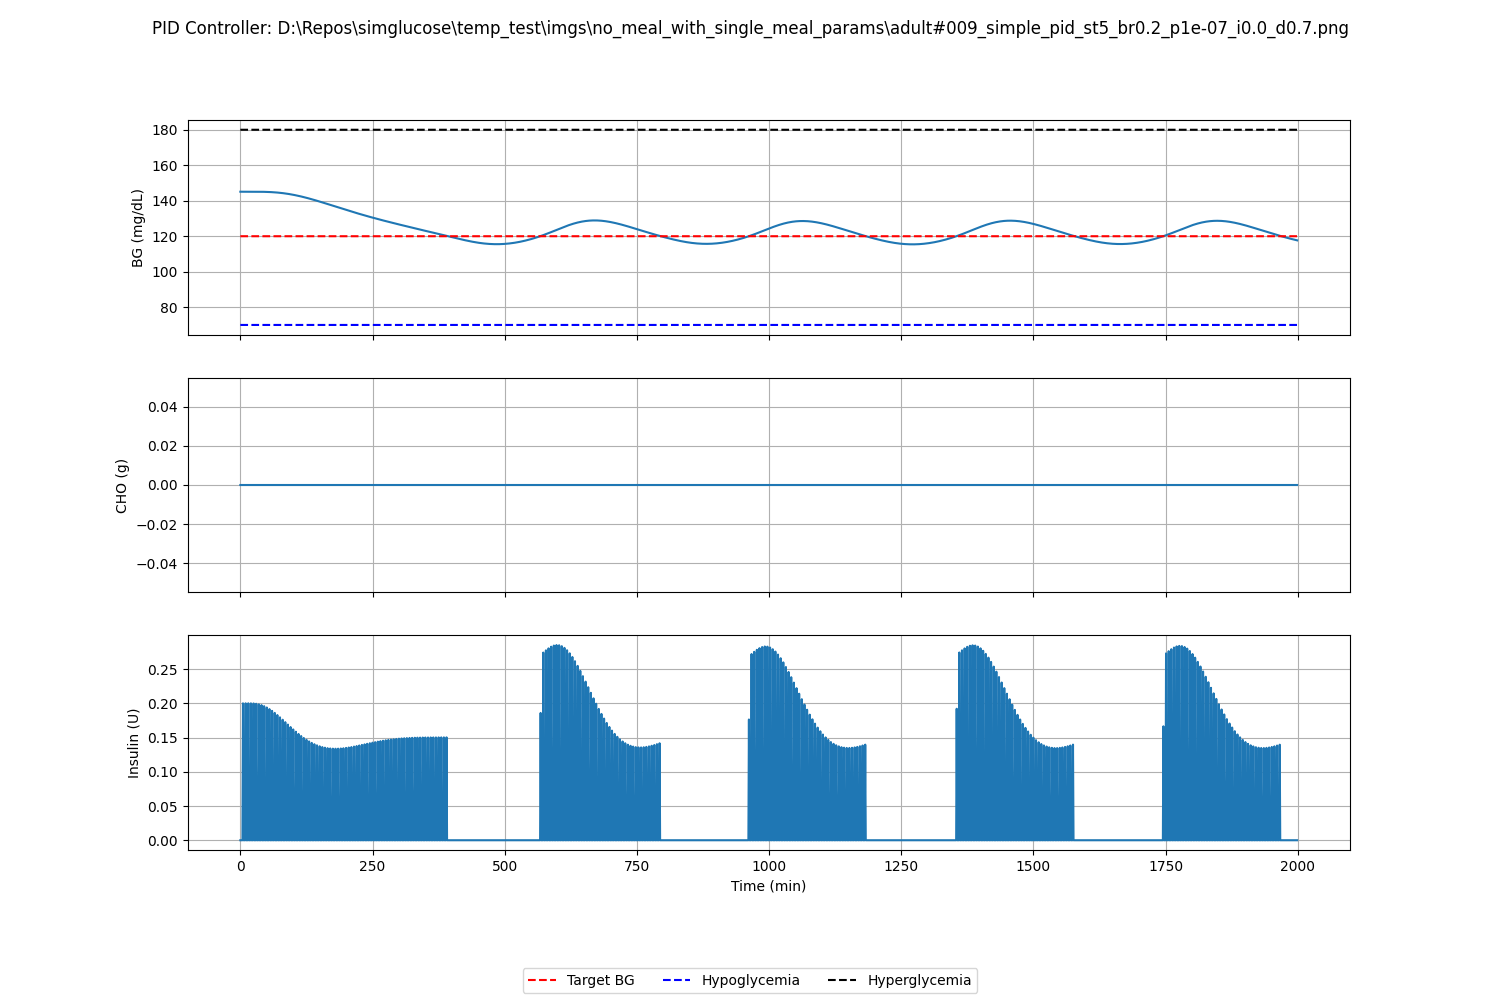 PID Controller: D:\Repos\simglucose\temp_test\imgs\no_meal_with_single_meal_params\adult#009_simple_pid_st5_br0.2_p1e-07_i0.0_d0.7.png
180
160
140
120
100
80
BG (mg/dL)
0.04
0.02
0.00
−0.02
−0.04
CHO (g)
0.25
0.20
0.15
0.10
0.05
0.00
Insulin (U)
0 250 500 750 1000 1250 1500 1750 2000
Time (min)
Target BG Hypoglycemia Hyperglycemia